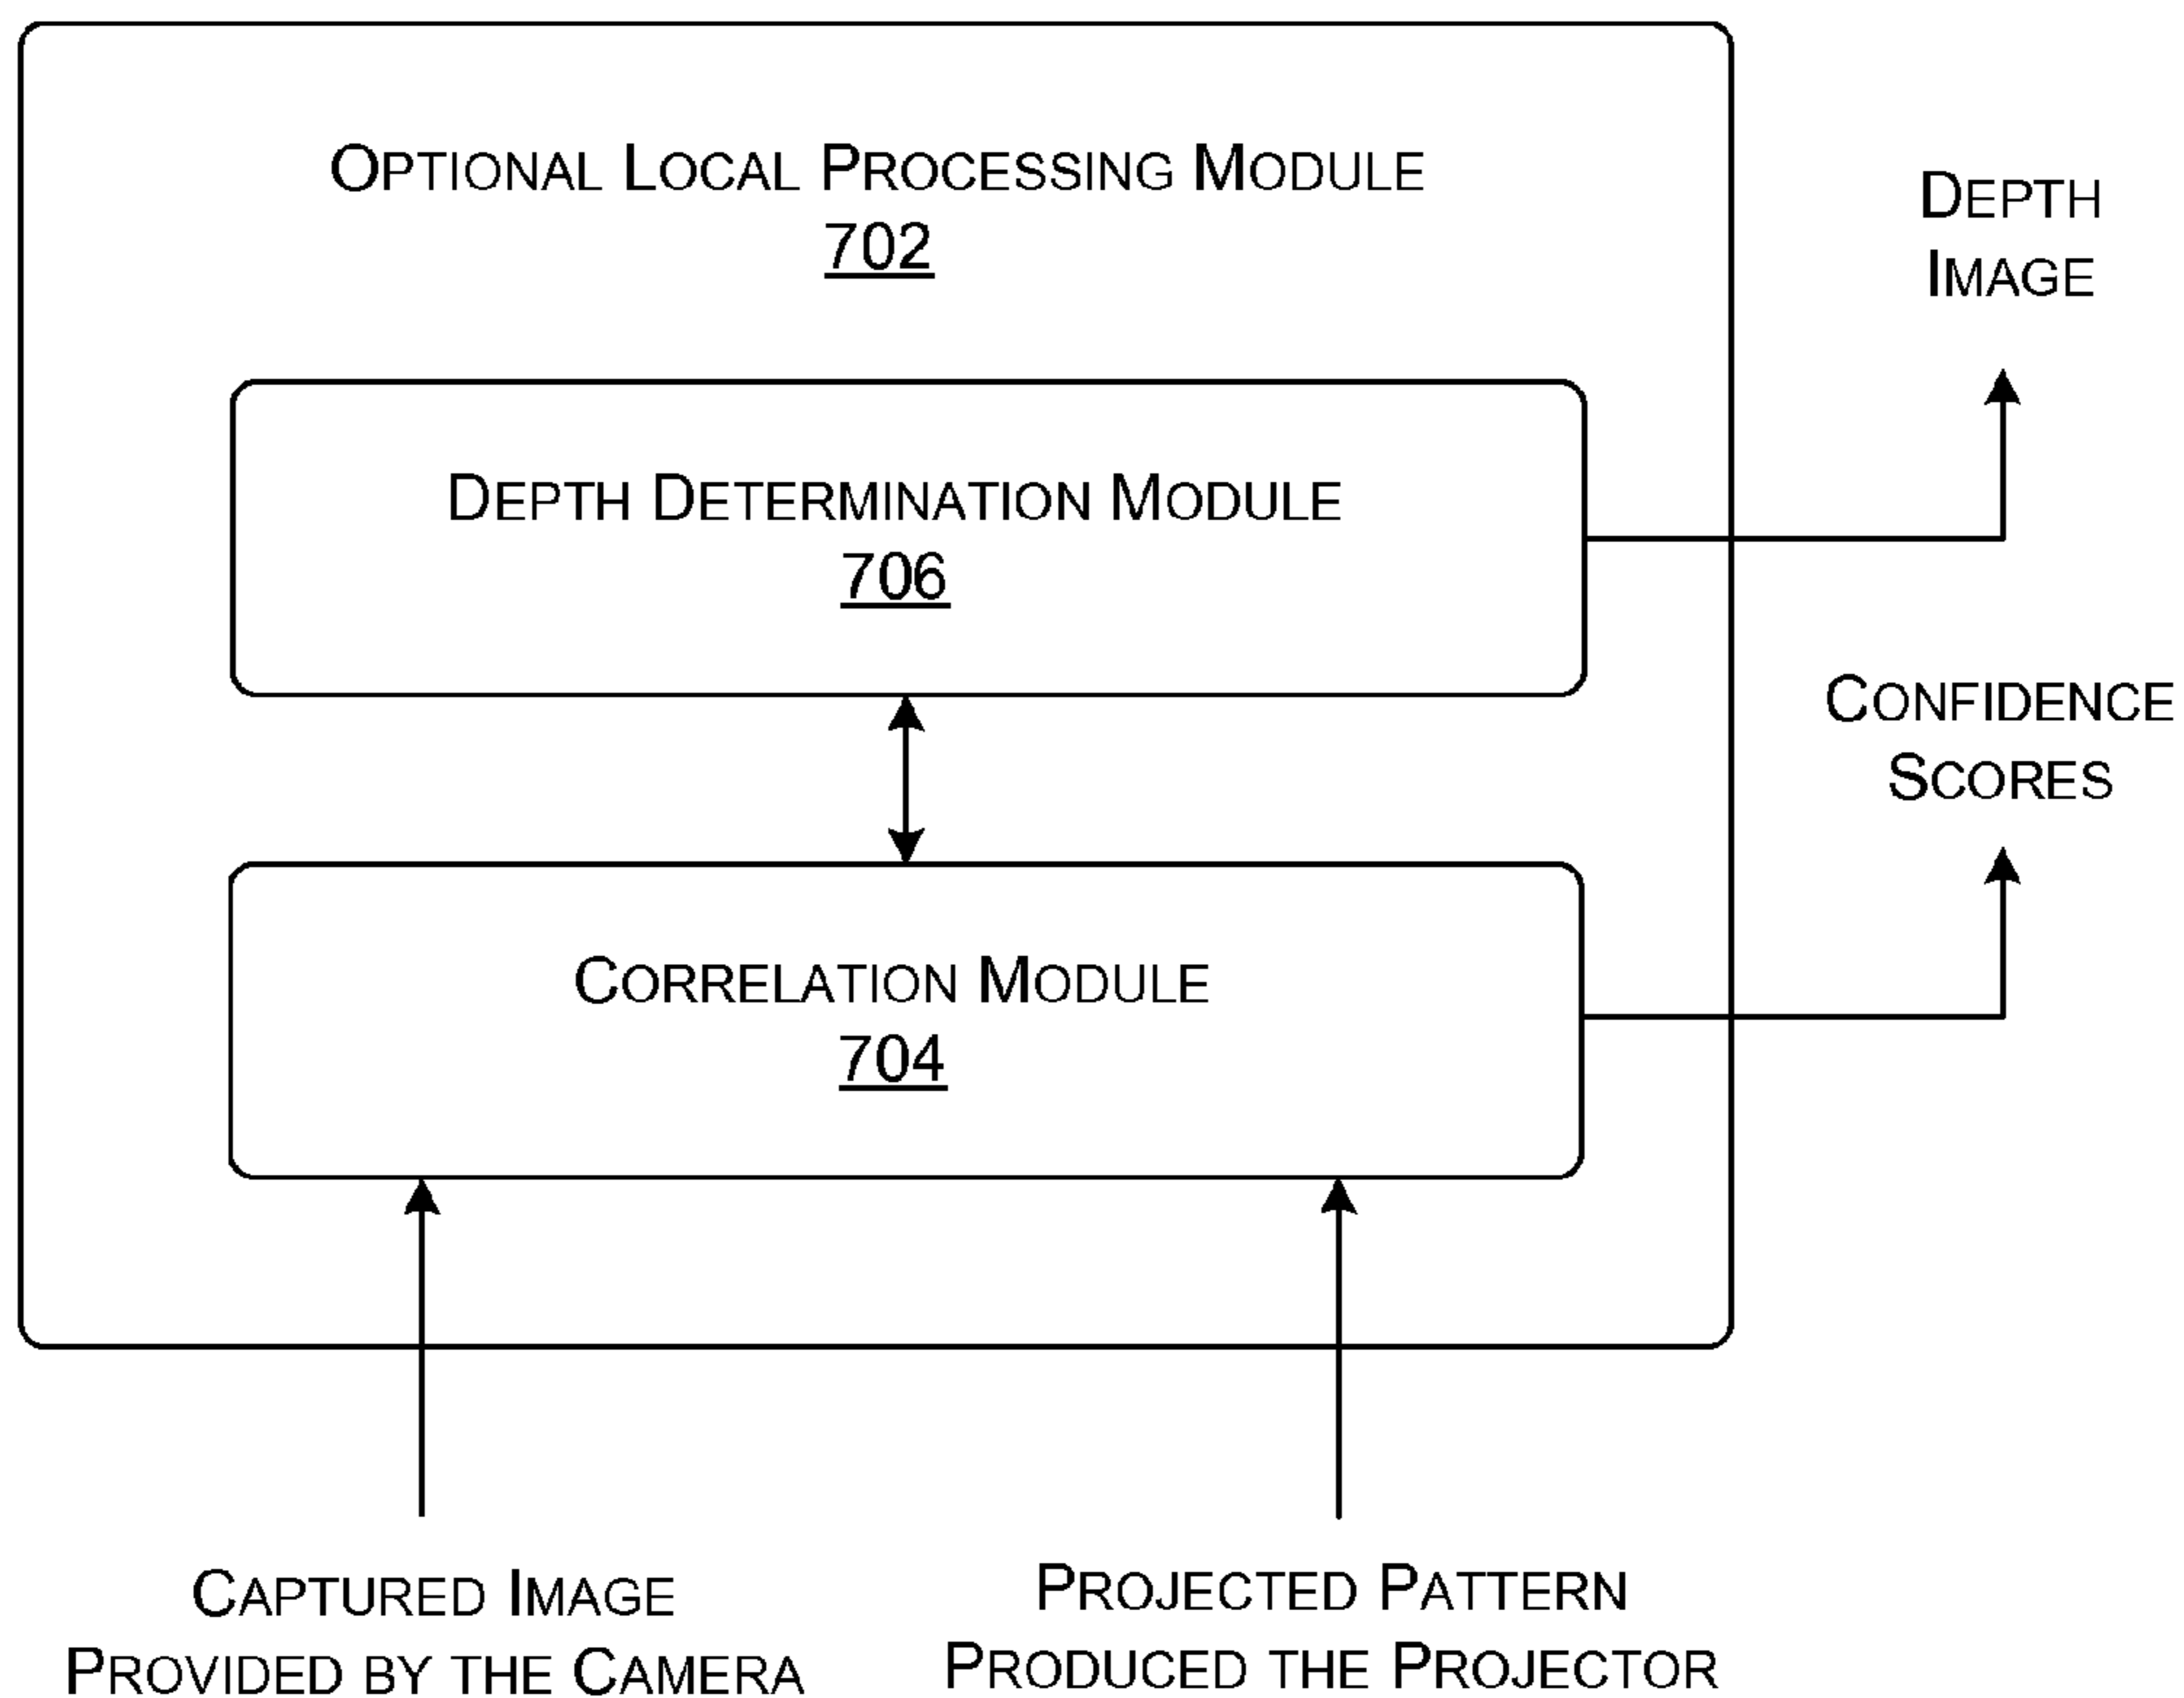 OPTIONAL LOCAL PROCESSING MODULE
702
DEPTH
IMAGE
DEPTH DETERMINATION MODULE
706
CONFIDENCE
SCORES
CORRELATION MODULE
704
CAPTURED IMAGE
PROVIDED BY THE CAMERA
PROJECTED PATTERN
PRODUCED THE PROJECTOR